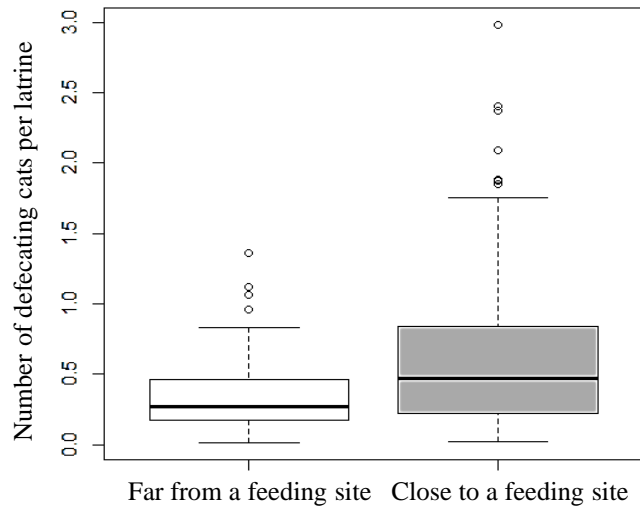 Number of defecating cats per latrine
3.0
2.5
2.0
1.5
1.0
0.5
0.0
Far from a feeding site
Close to a feeding site